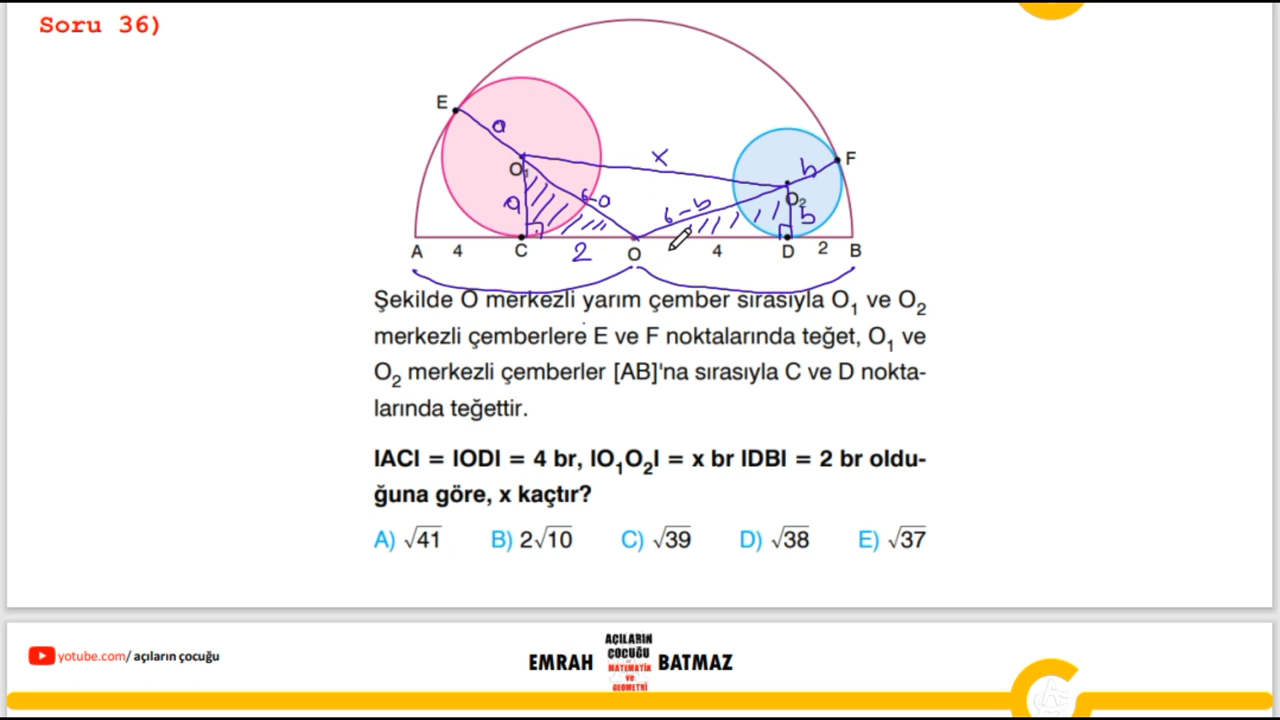 Soru 36)
E
a
x
F
b
O1
O2
a
6-a
6-b
b
A 4 C 2 O 4 D 2 B
Şekilde O merkezli yarım çember sırasıyla O1 ve O2
merkezli çemberlere E ve F noktalarında teğet, O1 ve
O2 merkezli çemberler [AB]'na sırasıyla C ve D nokta-
larında teğettir.
IACI = IODI = 4 br, IO1O2I = x br IDBI = 2 br oldu-
ğuna göre, x kaçtır?
A) √41 B) 2√10 C) √39 D) √38 E) √37
yotube.com/ açıların çocuğu
EMRAH
AÇILARIN
ÇOCUĞU
MATEMATİK
ve
GEOMETRİ
BATMAZ